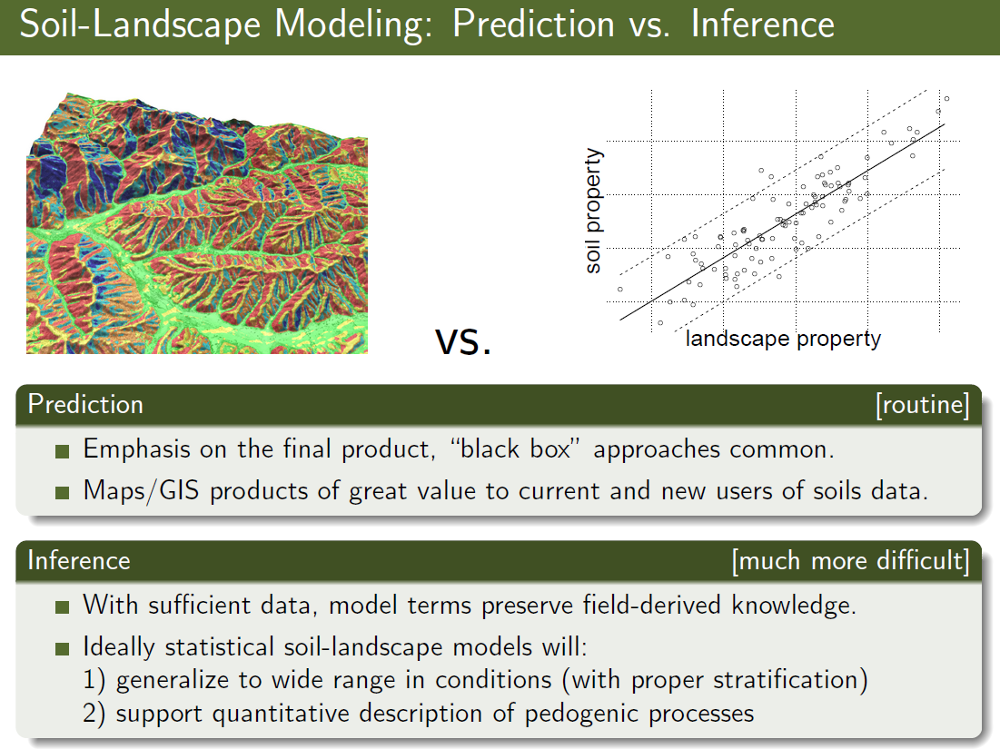 Soil-Landscape Modeling: Prediction vs. Inference
soil property
landscape property
vs.
Prediction [routine]
Emphasis on the final product, “black box” approaches common.
Maps/GIS products of great value to current and new users of soils data.
Inference [much more difficult]
With sufficient data, model terms preserve field-derived knowledge.
Ideally statistical soil-landscape models will:
1) generalize to wide range in conditions (with proper stratification)
2) support quantitative description of pedogenic processes